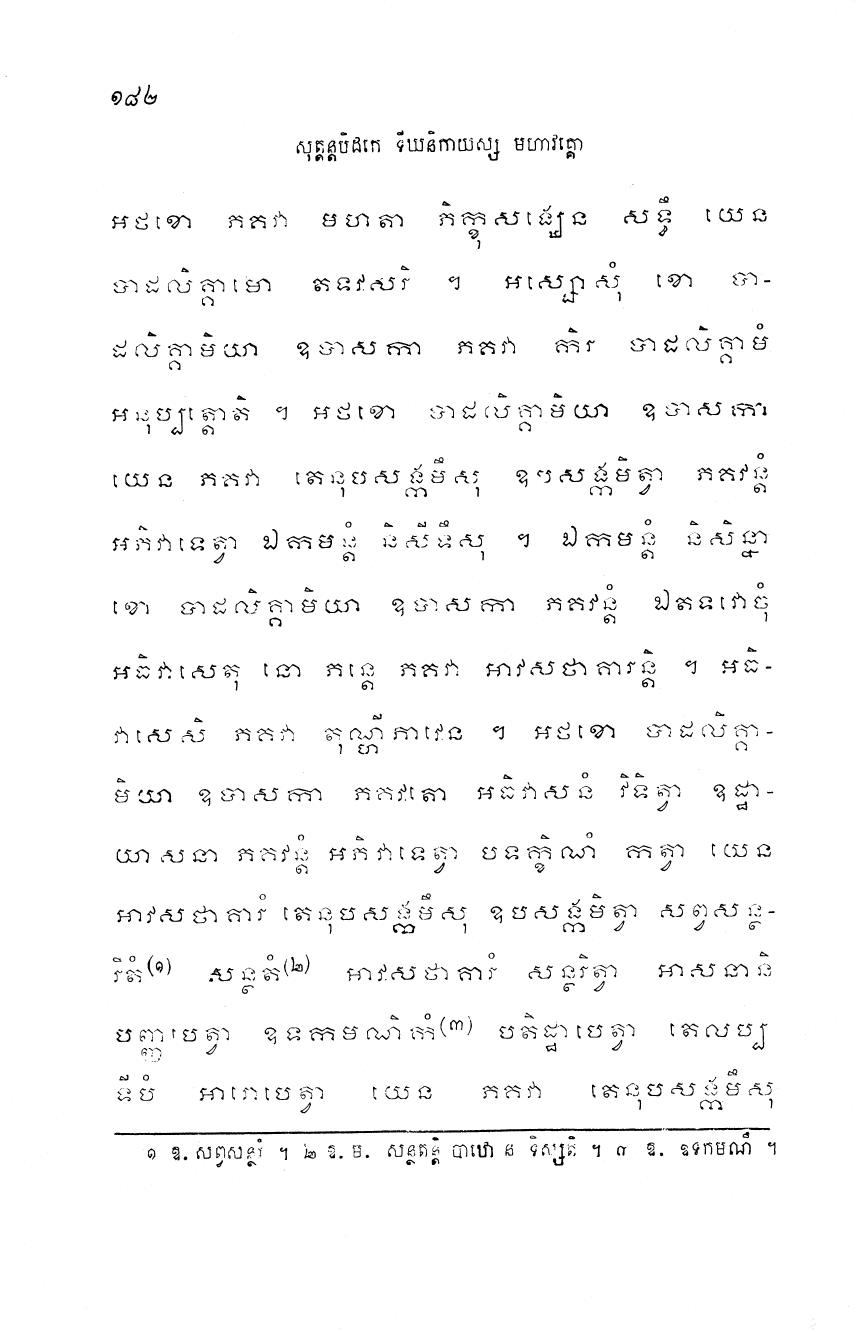 ១៨២
សុត្តន្តបិដកេ ទីឃនិកាយស្ស មហាវគ្គោ
អថខោ ភគវា មហតា ភិក្ខុសង្ឃេន សទ្ធឹ យេន
បាដលិគ្គាមោ តទវសរិ ។ អស្សោសុំ ខោ បា-
ដលិគ្គាមិយា ឧបាសកា ភគវា កិរ បាដលិគ្គាមំ
អនុប្បត្តោតិ ។ អថខោ បាដលិគ្គាមិយា ឧបាសកា
យេន ភគវា តេនុបសង្កមឹសុ ឧបសង្កមិត្វា ភគវន្តំ
អភិវាទេត្វា ឯកមន្តំ និសីទឹសុ ។ ឯកមន្តំ និសិន្នា
ខោ បាដលិគ្គាមិយា ឧបាសកា ភគវន្តំ ឯតទវោចុំ
អធិវាសេតុ នោ ភន្តេ ភគវា អាវសថាគារន្តិ ។ អធិ-
វាសេសិ ភគវា តុណ្ហីភាវេន ។ អថខោ បាដលិគ្គា-
មិយា ឧបាសកា ភគវតោ អធិវាសនំ វិទិត្វា ឧដ្ឋា-
យាសនា ភគវន្តំ អភិវាទេត្វា បទក្ខិណំ កត្វា យេន
អាវសថាគារំ តេនុបសង្កមឹសុ ឧបសង្កមិត្វា សព្វសន្ថ-
រិតំ(១) សន្ថតំ(២) អាវសថាគារំ សន្ថរិត្វា អាសនានិ
បញ្ញាបេត្វា ឧទកមណិកំ(៣) បតិដ្ឋាបេត្វា តេលប្ប
ទីបំ អារោបេត្វា យេន ភគវា តេនុបសង្កមឹសុ
១ ឱ. សព្វសន្ថរំ ។ ២ ឱ. ម. សន្ថតន្តិ បាឋោ ន ទិស្សតិ ។ ៣ ឱ. ឧទកមណឹ ។